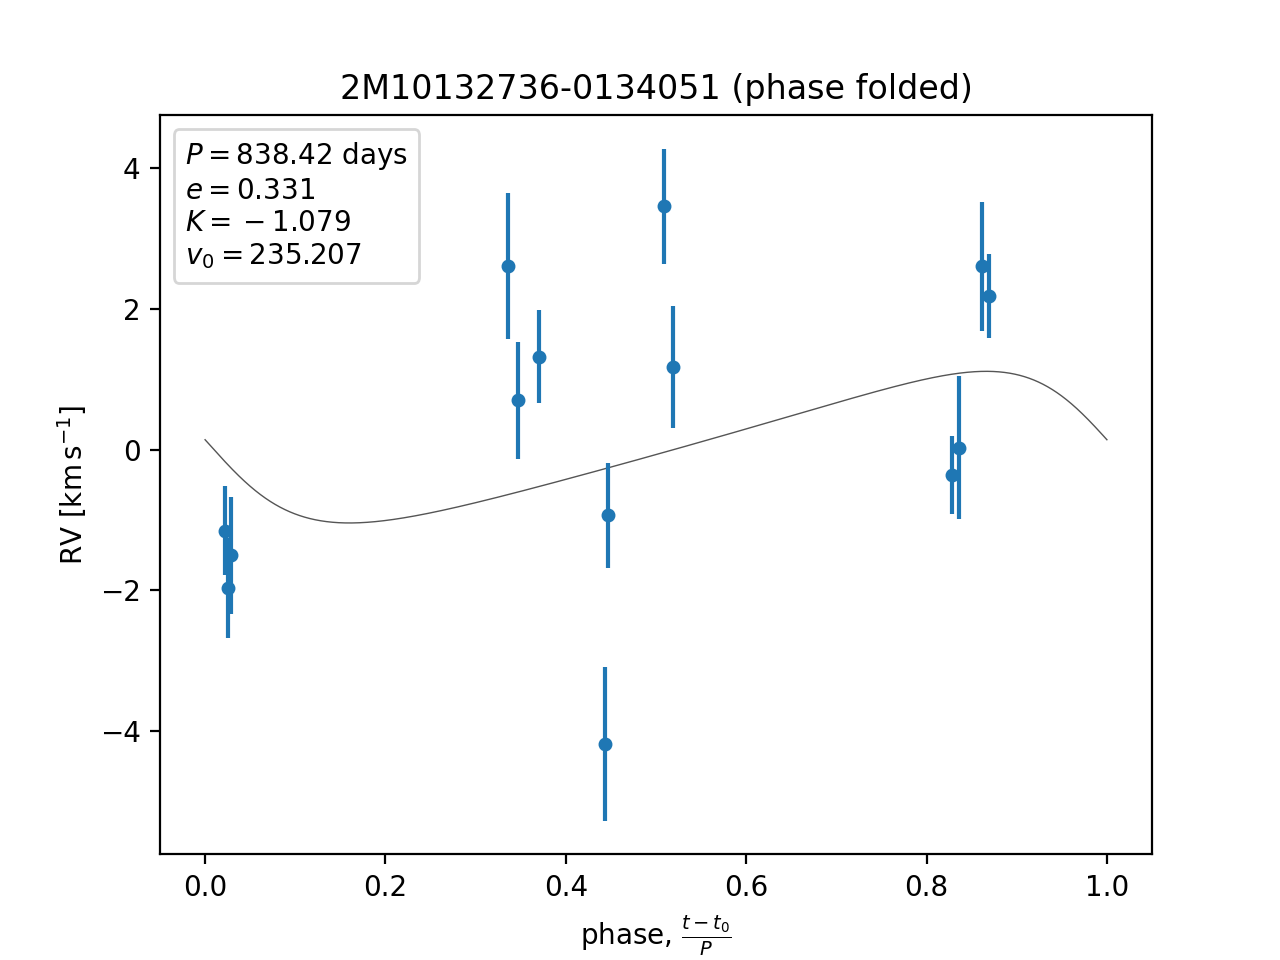 2M10132736-0134051 (phase folded)
P = 838.42 days
e = 0.331
K = −1.079
v₀ = 235.207
4
2
0
−2
−4
RV [km s⁻¹]
0.0 0.2 0.4 0.6 0.8 1.0
phase, (t − t₀)/P